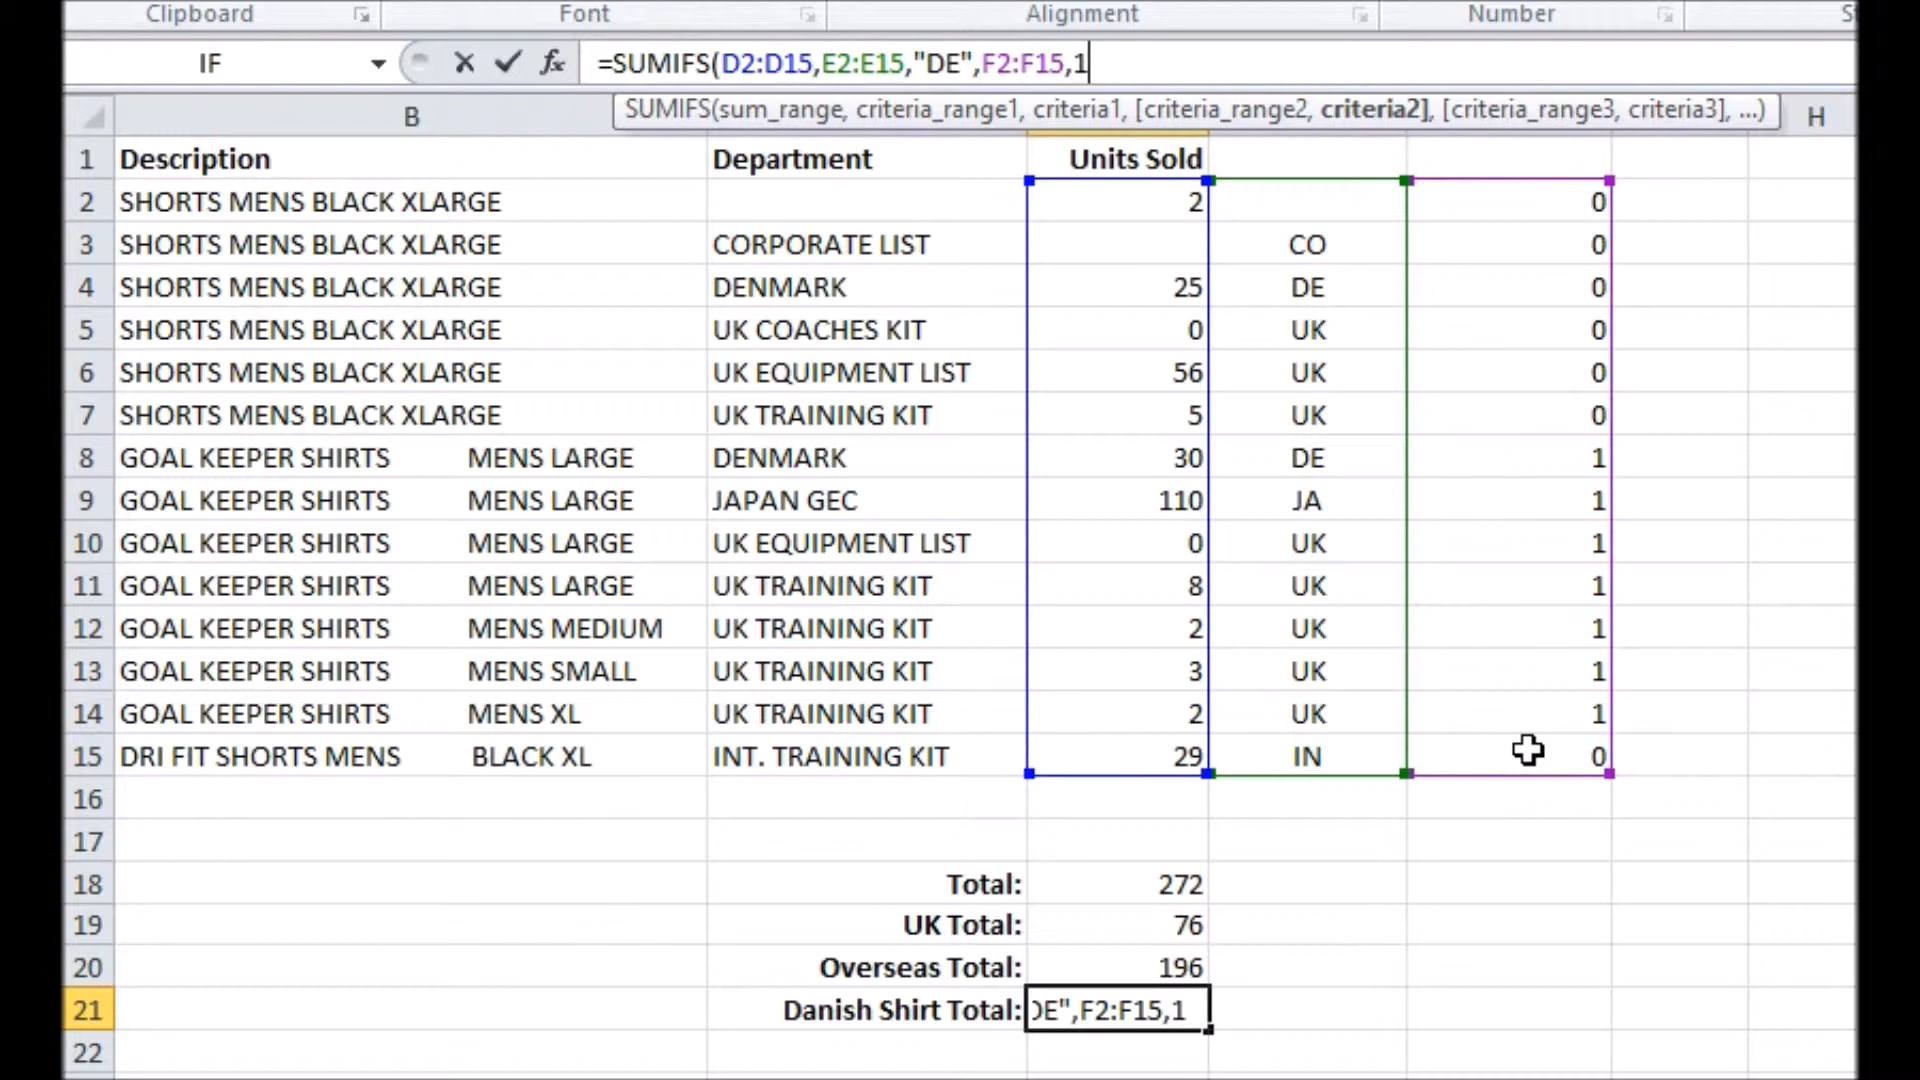 Clipboard Font Alignment Number
IF =SUMIFS(D2:D15,E2:E15,"DE",F2:F15,1
SUMIFS(sum_range, criteria_range1, criteria1, [criteria_range2, criteria2], [criteria_range3, criteria3], ...)
B H
1 Description Department Units Sold
2 SHORTS MENS BLACK XLARGE 2 0
3 SHORTS MENS BLACK XLARGE CORPORATE LIST CO 0
4 SHORTS MENS BLACK XLARGE DENMARK 25 DE 0
5 SHORTS MENS BLACK XLARGE UK COACHES KIT 0 UK 0
6 SHORTS MENS BLACK XLARGE UK EQUIPMENT LIST 56 UK 0
7 SHORTS MENS BLACK XLARGE UK TRAINING KIT 5 UK 0
8 GOAL KEEPER SHIRTS MENS LARGE DENMARK 30 DE 1
9 GOAL KEEPER SHIRTS MENS LARGE JAPAN GEC 110 JA 1
10 GOAL KEEPER SHIRTS MENS LARGE UK EQUIPMENT LIST 0 UK 1
11 GOAL KEEPER SHIRTS MENS LARGE UK TRAINING KIT 8 UK 1
12 GOAL KEEPER SHIRTS MENS MEDIUM UK TRAINING KIT 2 UK 1
13 GOAL KEEPER SHIRTS MENS SMALL UK TRAINING KIT 3 UK 1
14 GOAL KEEPER SHIRTS MENS XL UK TRAINING KIT 2 UK 1
15 DRI FIT SHORTS MENS BLACK XL INT. TRAINING KIT 29 IN 0
16
17
18 Total: 272
19 UK Total: 76
20 Overseas Total: 196
21 Danish Shirt Total: DE",F2:F15,1
22